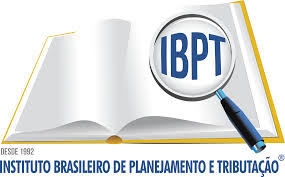 IBPT
DESDE 1992
INSTITUTO BRASILEIRO DE PLANEJAMENTO E TRIBUTAÇÃO®